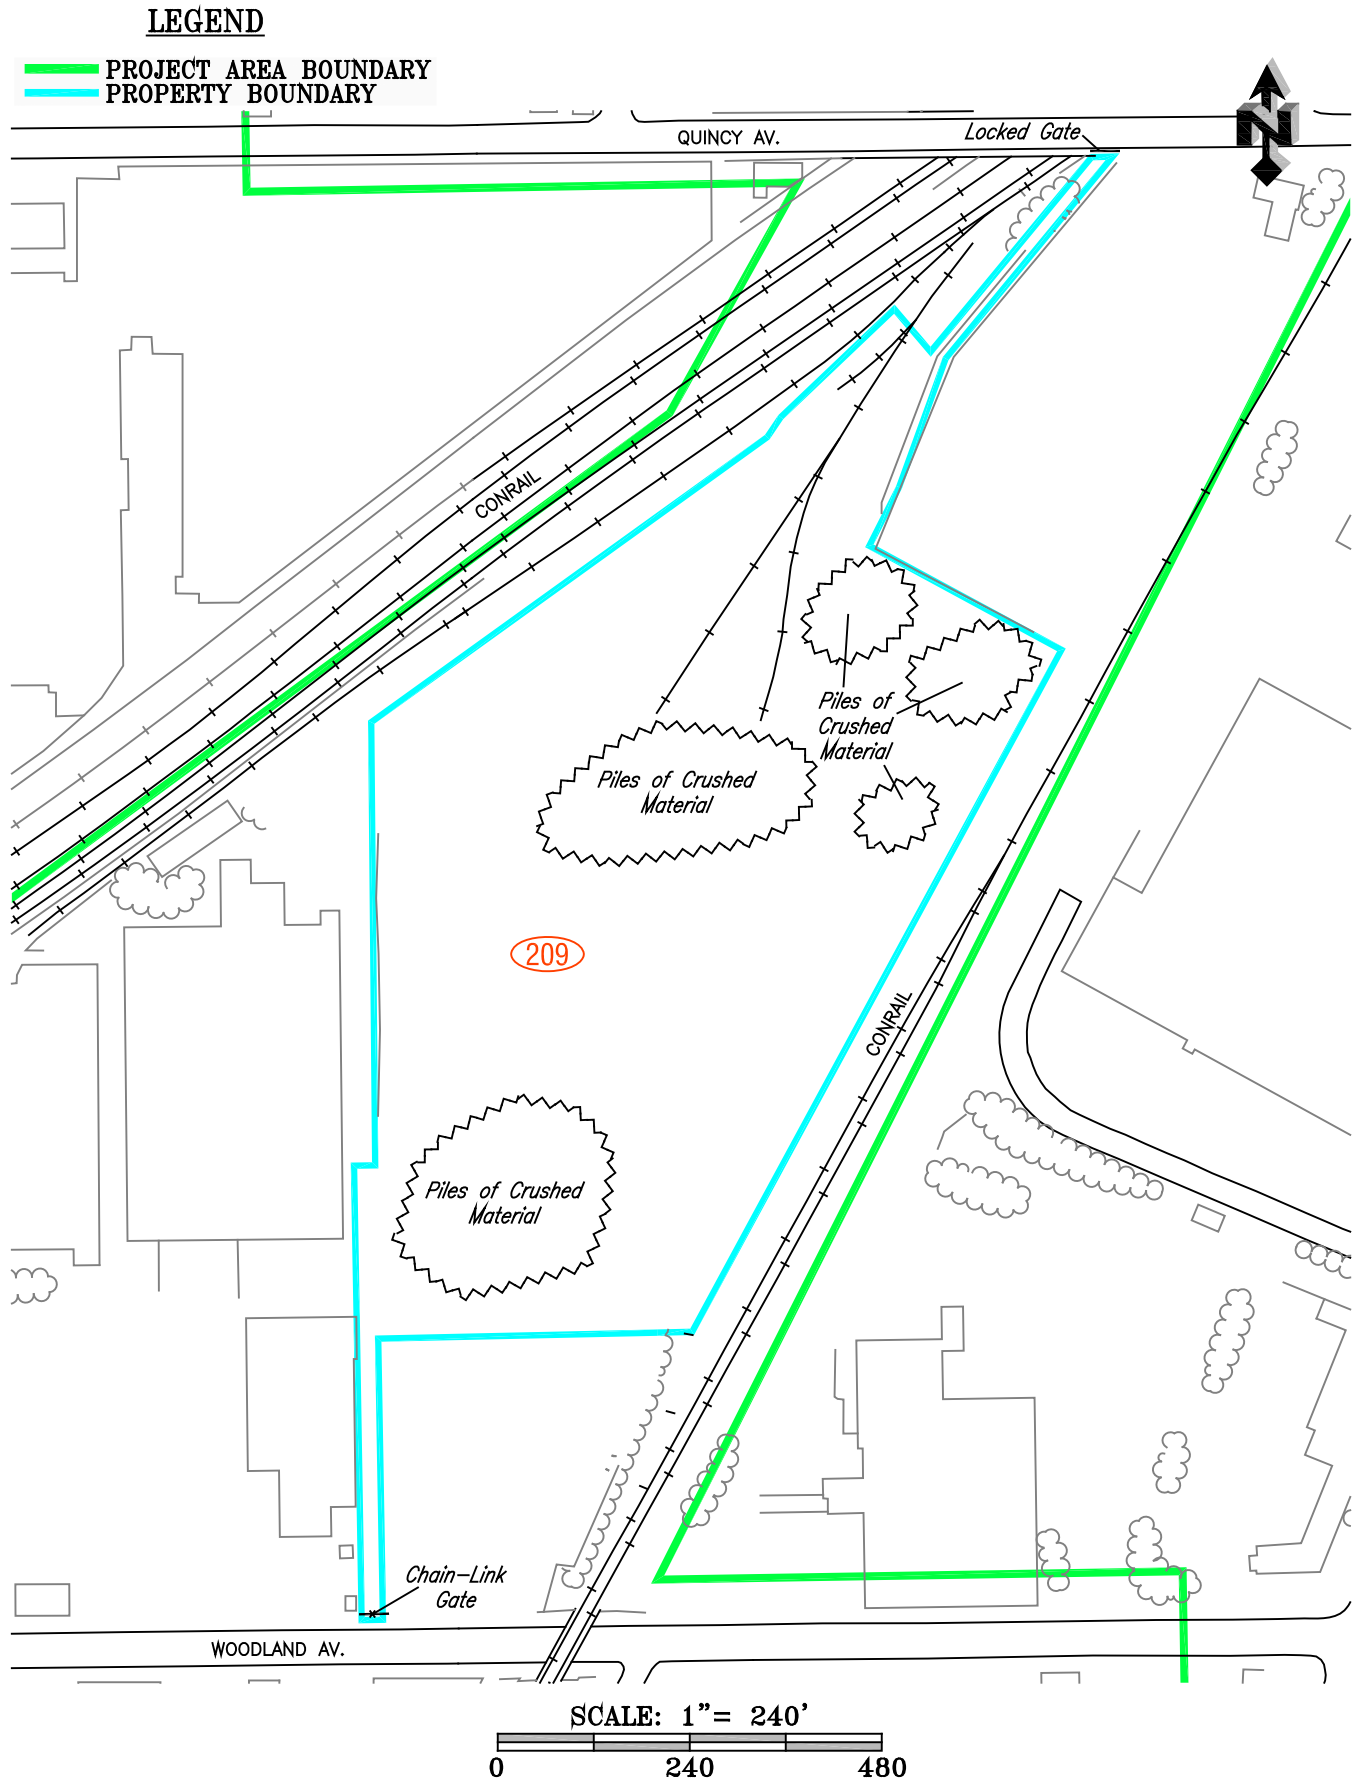 LEGEND
PROJECT AREA BOUNDARY
PROPERTY BOUNDARY
QUINCY AV.
Locked Gate
N
CONRAIL
Piles of
Crushed
Material
Piles of Crushed
Material
209
CONRAIL
Piles of Crushed
Material
Chain-Link
Gate
WOODLAND AV.
SCALE: 1"= 240'
0 240 480